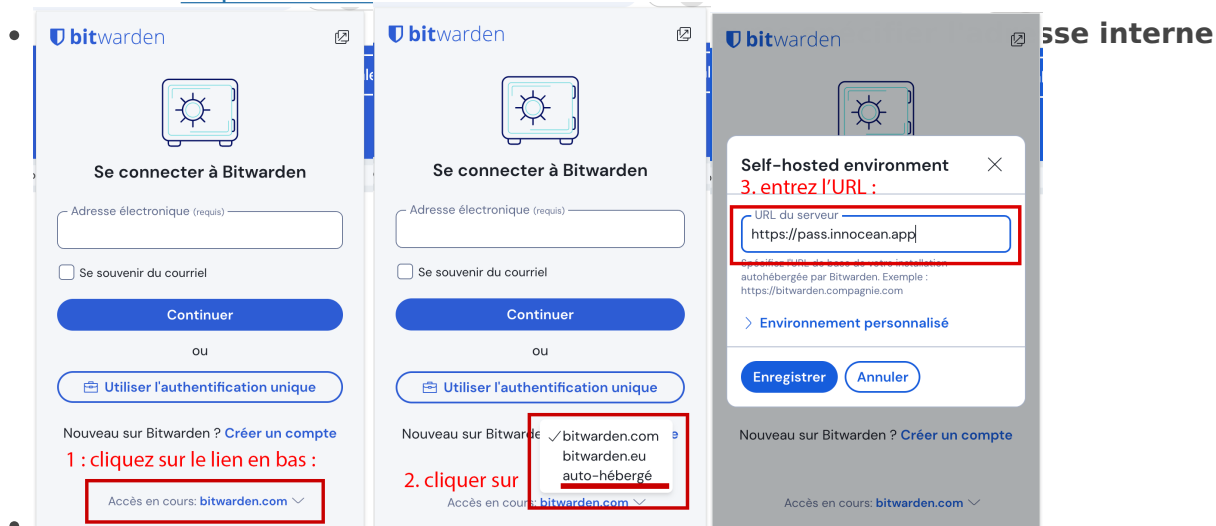 sse interne
bitwarden
Se connecter à Bitwarden
Adresse électronique (requis)
Se souvenir du courriel
Continuer
ou
Utiliser l'authentification unique
Nouveau sur Bitwarden ? Créer un compte
1 : cliquez sur le lien en bas :
Accès en cours: bitwarden.com
bitwarden
Se connecter à Bitwarden
Adresse électronique (requis)
Se souvenir du courriel
Continuer
ou
Utiliser l'authentification unique
Nouveau sur Bitwarde e
bitwarden.com
bitwarden.eu
auto-hébergé
2. cliquer sur
Accès en cours: bitwarden.com
bitwarden
Self-hosted environment
3. entrez l'URL :
URL du serveur
https://pass.innocean.app
Spécifiez l'URL de base de votre installation
autohébergée par Bitwarden. Exemple :
https://bitwarden.compagnie.com
Environnement personnalisé
Enregistrer
Annuler
Nouveau sur Bitwarden ? Créer un compte
Accès en cours: bitwarden.com